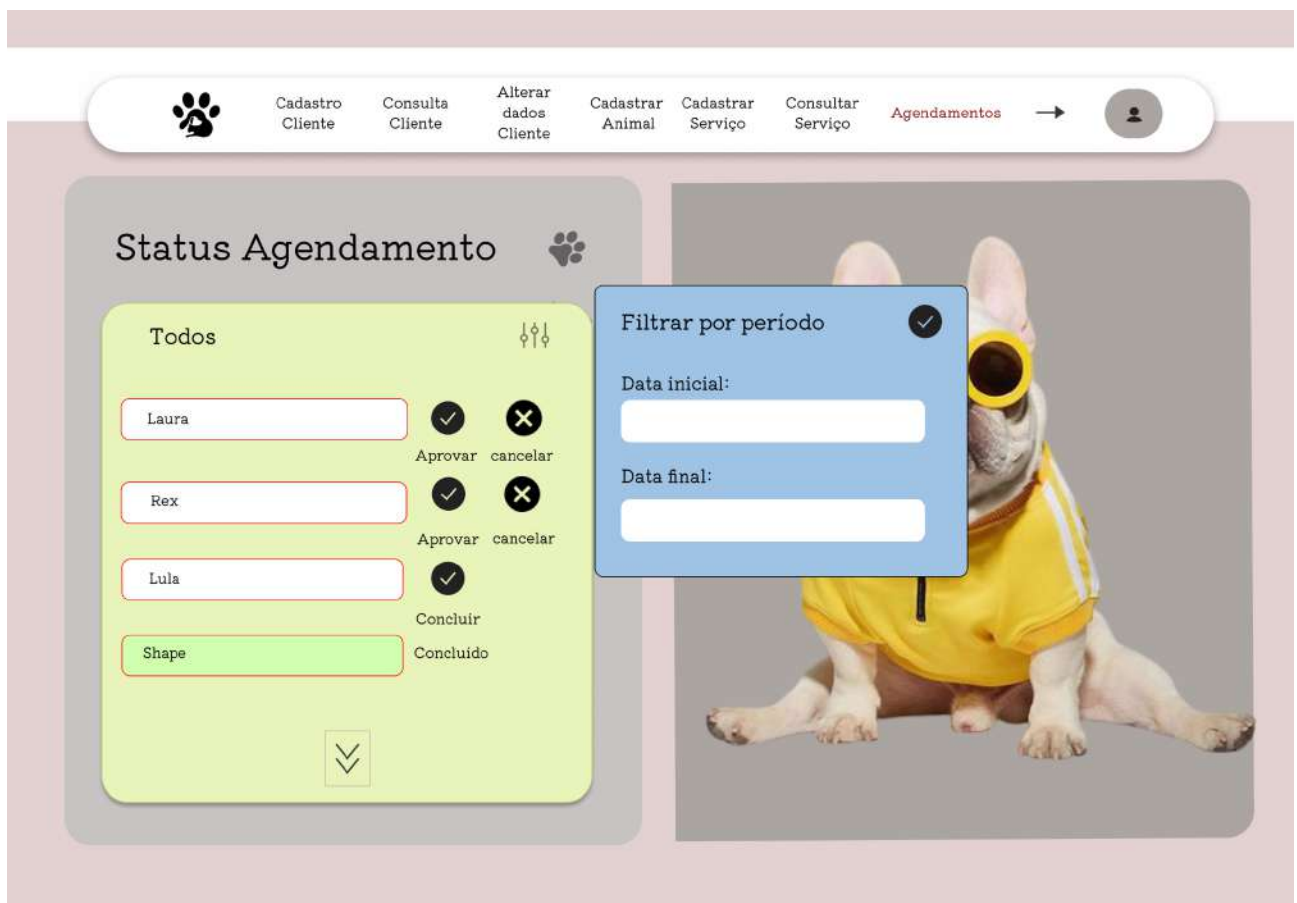 Cadastro
Cliente
Consulta
Cliente
Alterar
dados
Cliente
Cadastrar
Animal
Cadastrar
Serviço
Consultar
Serviço
Agendamentos
Status Agendamento
Todos
Laura
Aprovar cancelar
Rex
Aprovar cancelar
Lula
Concluir
Shape
Concluído
Filtrar por período
Data inicial:
Data final: